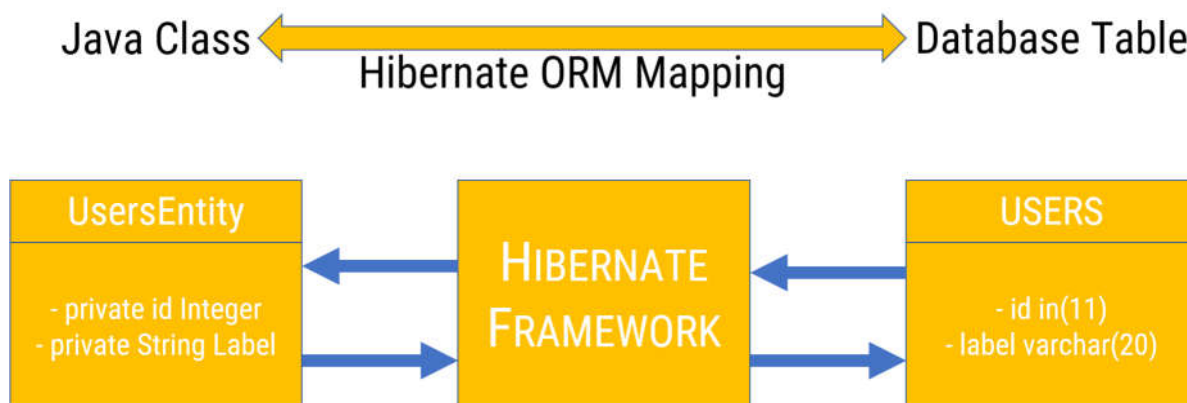 Java Class
Database Table
Hibernate ORM Mapping
UsersEntity
- private id Integer
- private String Label
HIBERNATE
FRAMEWORK
USERS
- id in(11)
- label varchar(20)